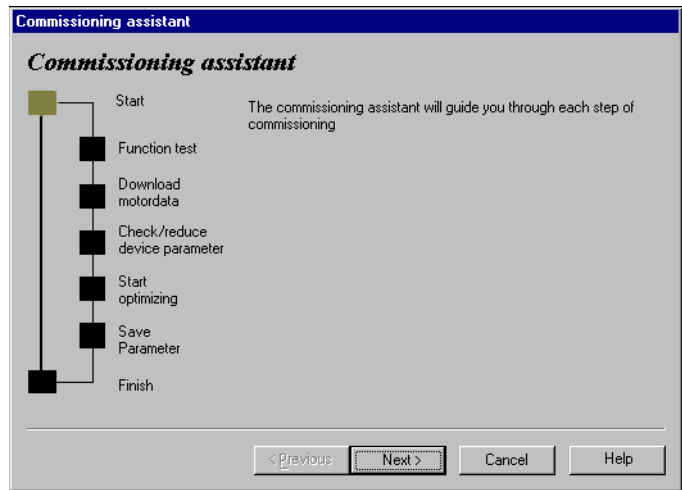 Commissioning assistant
Commissioning assistant
Start
The commissioning assistant will guide you through each step of
commissioning
Function test
Download
motordata
Check/reduce
device parameter
Start
optimizing
Save
Parameter
Finish
< Previous
Next >
Cancel
Help